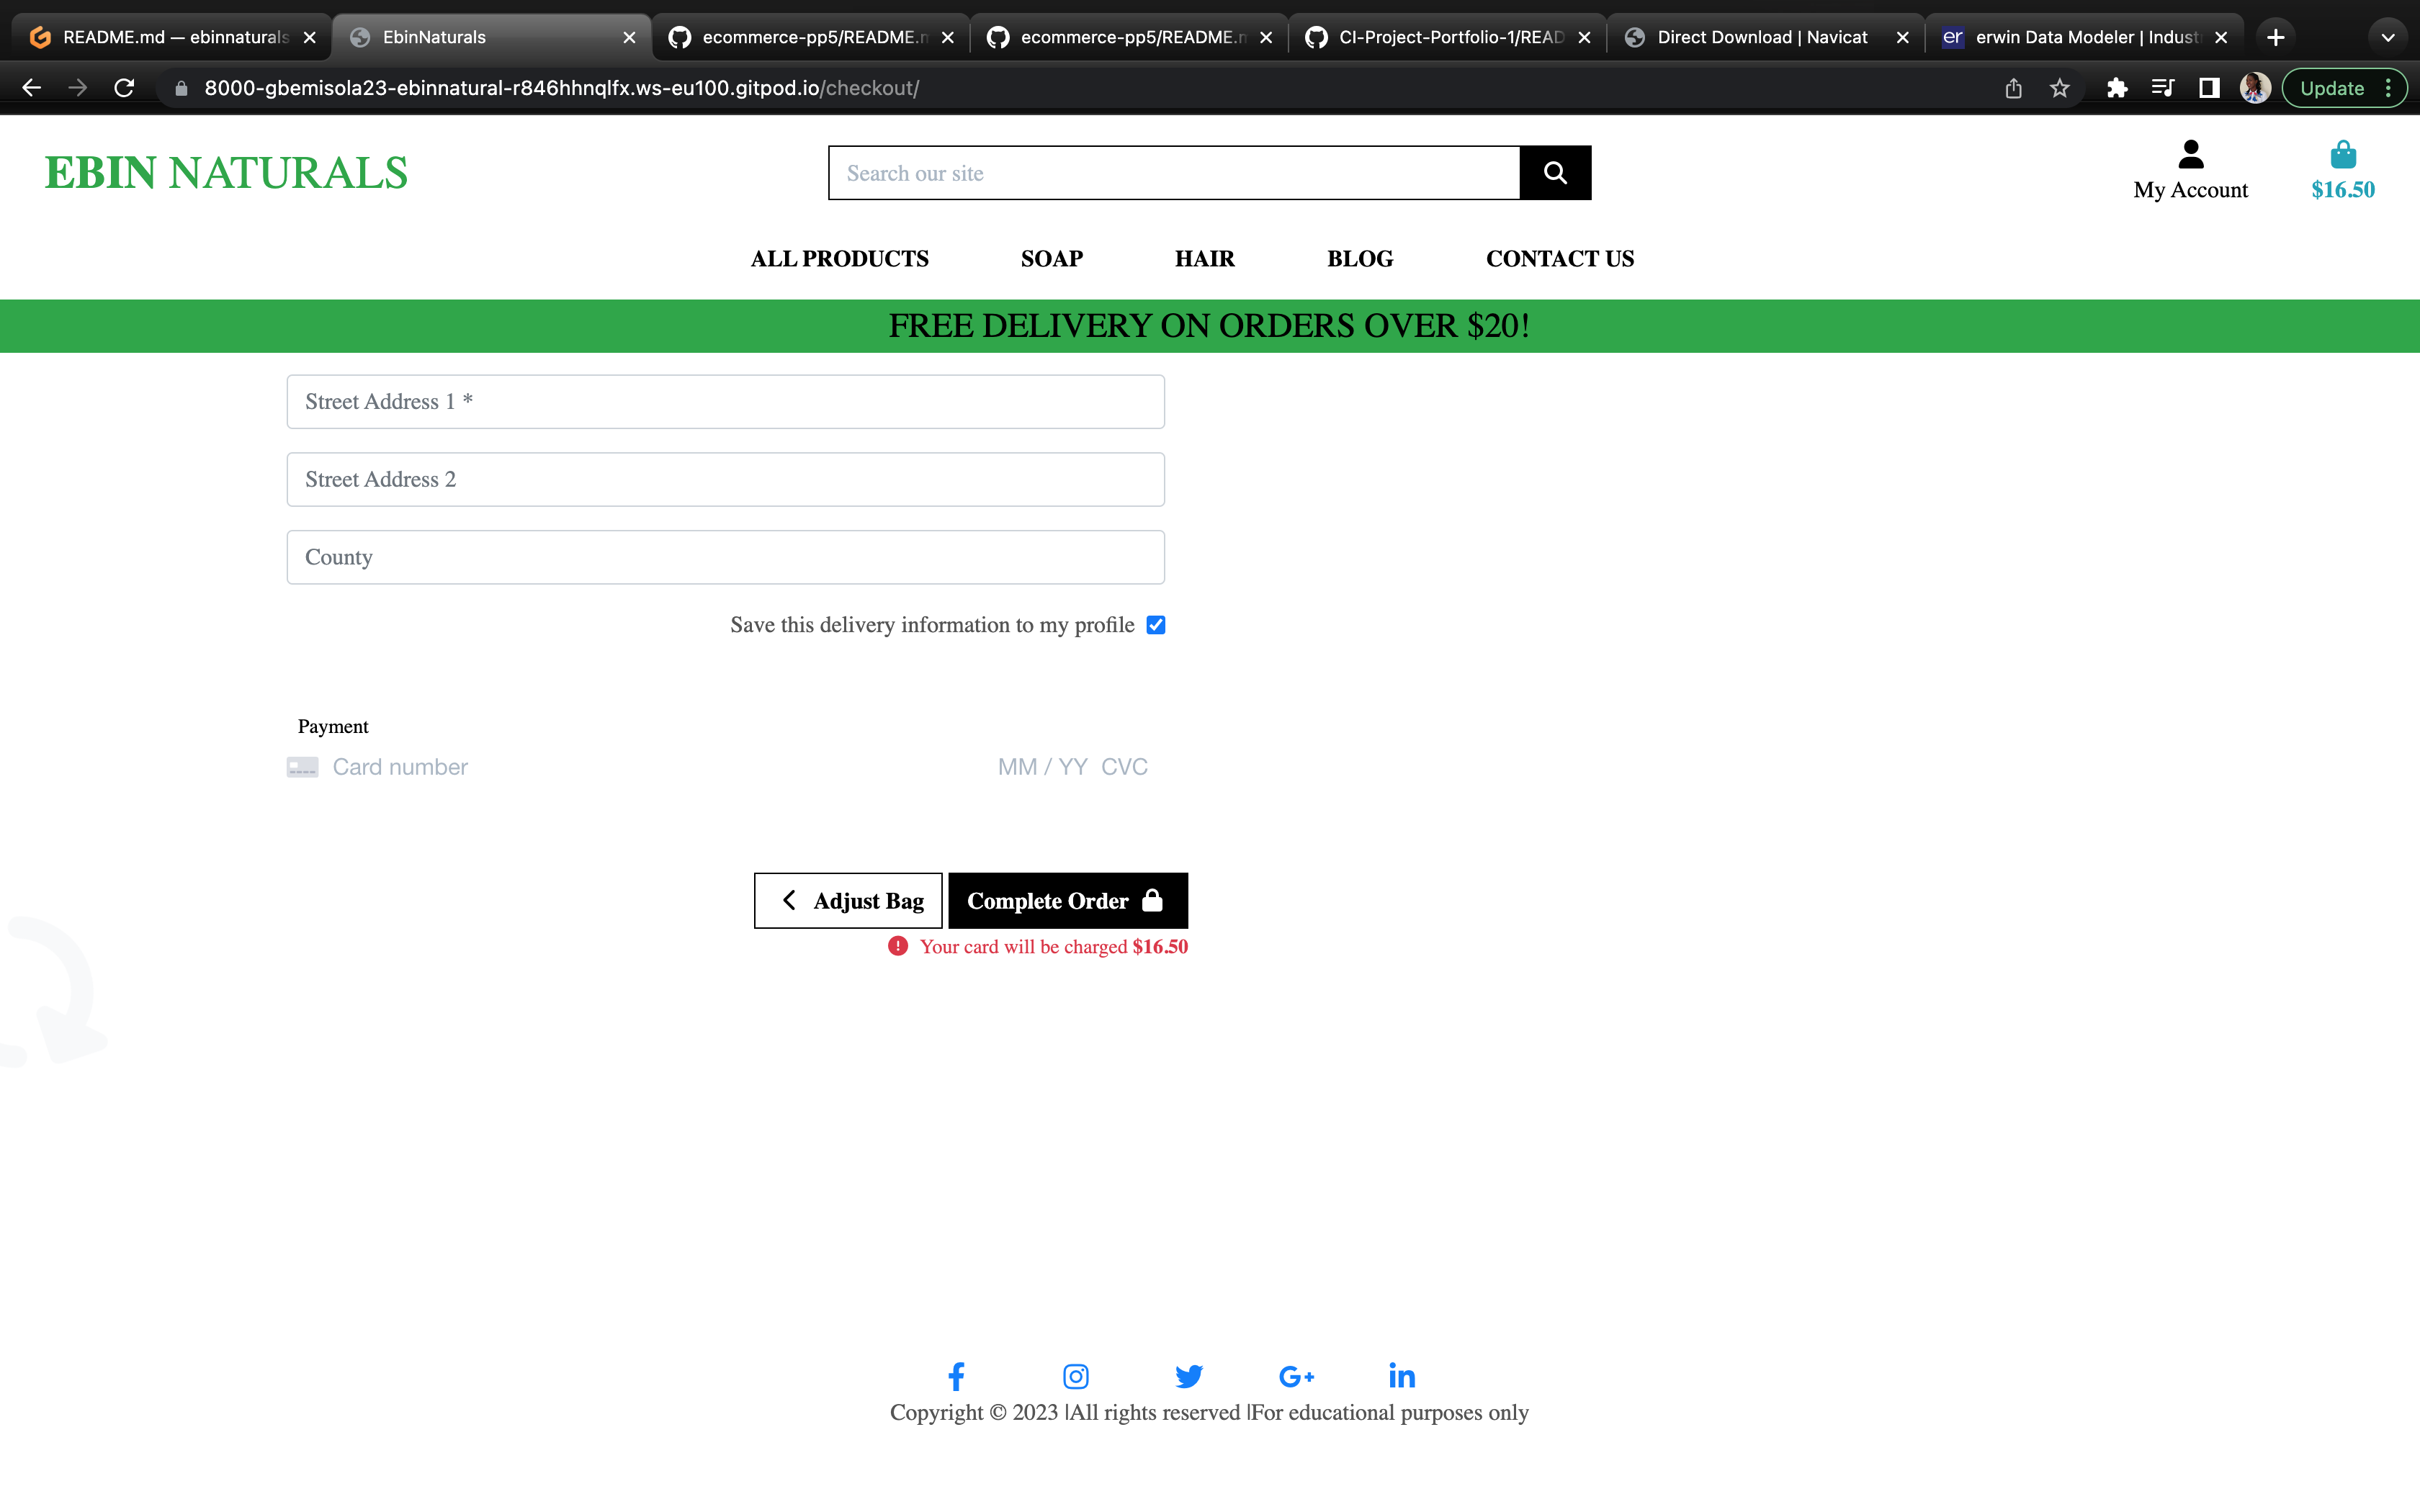 README.md — ebinnaturals
EbinNaturals
ecommerce-pp5/README.m
ecommerce-pp5/README.m
CI-Project-Portfolio-1/READ
Direct Download | Navicat
er erwin Data Modeler | Indust
8000-gbemisola23-ebinnatural-r846hhnqlfx.ws-eu100.gitpod.io/checkout/
Update
EBIN NATURALS
Search our site
My Account
$16.50
ALL PRODUCTS
SOAP
HAIR
BLOG
CONTACT US
FREE DELIVERY ON ORDERS OVER $20!
Street Address 1 *
Street Address 2
County
Save this delivery information to my profile
Payment
Card number
MM / YY CVC
Adjust Bag
Complete Order
Your card will be charged $16.50
Copyright © 2023 |All rights reserved |For educational purposes only